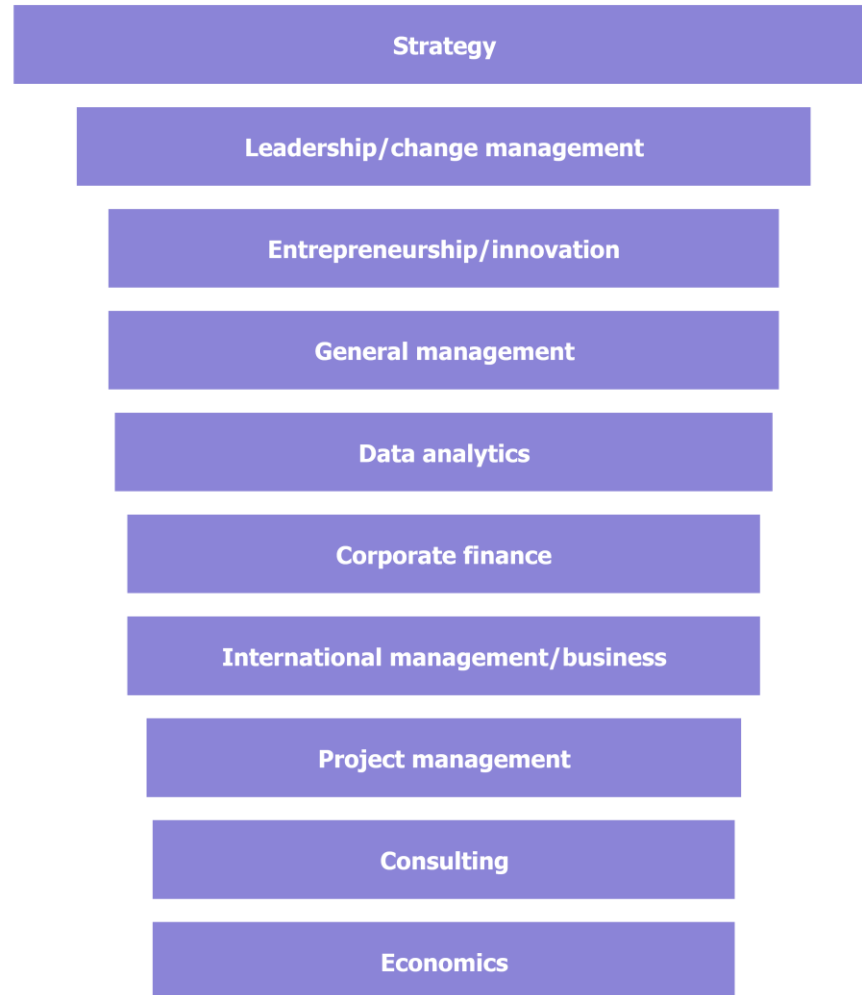 Strategy
Leadership/change management
Entrepreneurship/innovation
General management
Data analytics
Corporate finance
International management/business
Project management
Consulting
Economics